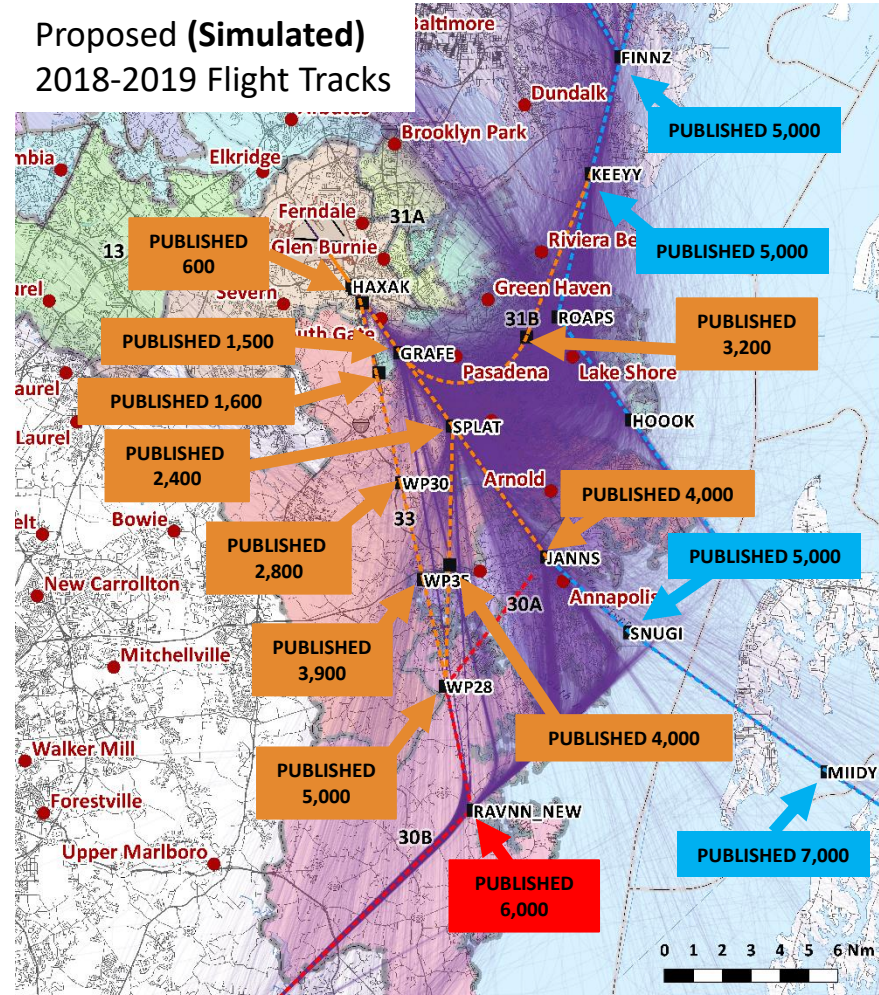 Proposed (Simulated)
2018-2019 Flight Tracks
Baltimore
FINNZ
Dundalk
PUBLISHED 5,000
Brooklyn Park
Elkridge
KEEYY
Ferndale
31A
PUBLISHED
600
13
Glen Burnie
Riviera Be
PUBLISHED 5,000
HAXAK
Severn
Green Haven
ROAPS
31B
PUBLISHED
3,200
PUBLISHED 1,500
GRAFE
Pasadena
Lake Shore
PUBLISHED 1,600
HOOOK
Laurel
SPLAT
PUBLISHED
2,400
Arnold
WP30
PUBLISHED 4,000
33
Bowie
PUBLISHED
2,800
JANNS
PUBLISHED 5,000
New Carrollton
WP35
30A
Annapolis
SNUGI
Mitchellville
PUBLISHED
3,900
WP28
PUBLISHED 4,000
Walker Mill
PUBLISHED
5,000
MIIDY
Forestville
RAVNN_NEW
30B
Upper Marlboro
PUBLISHED 7,000
PUBLISHED
6,000
0 1 2 3 4 5 6 Nm